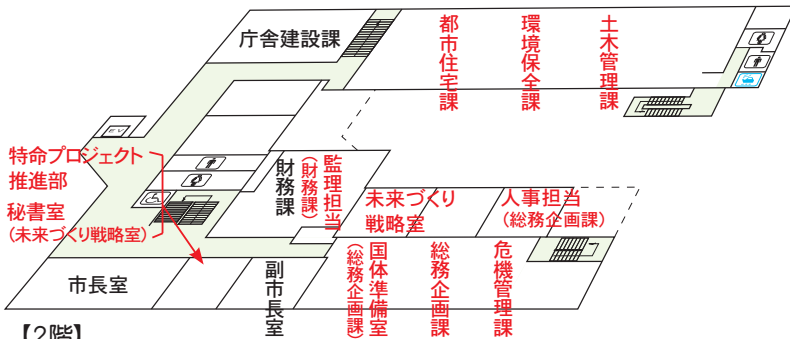 庁舎建設課
都市住宅課
環境保全課
土木管理課
EV
特命プロジェクト
推進部
秘書室
(未来づくり戦略室)
財務課
監理担当
(財務課)
未来づくり
戦略室
人事担当
(総務企画課)
市長室
副市長室
国体準備室
(総務企画課)
総務企画課
危機管理課
【2階】